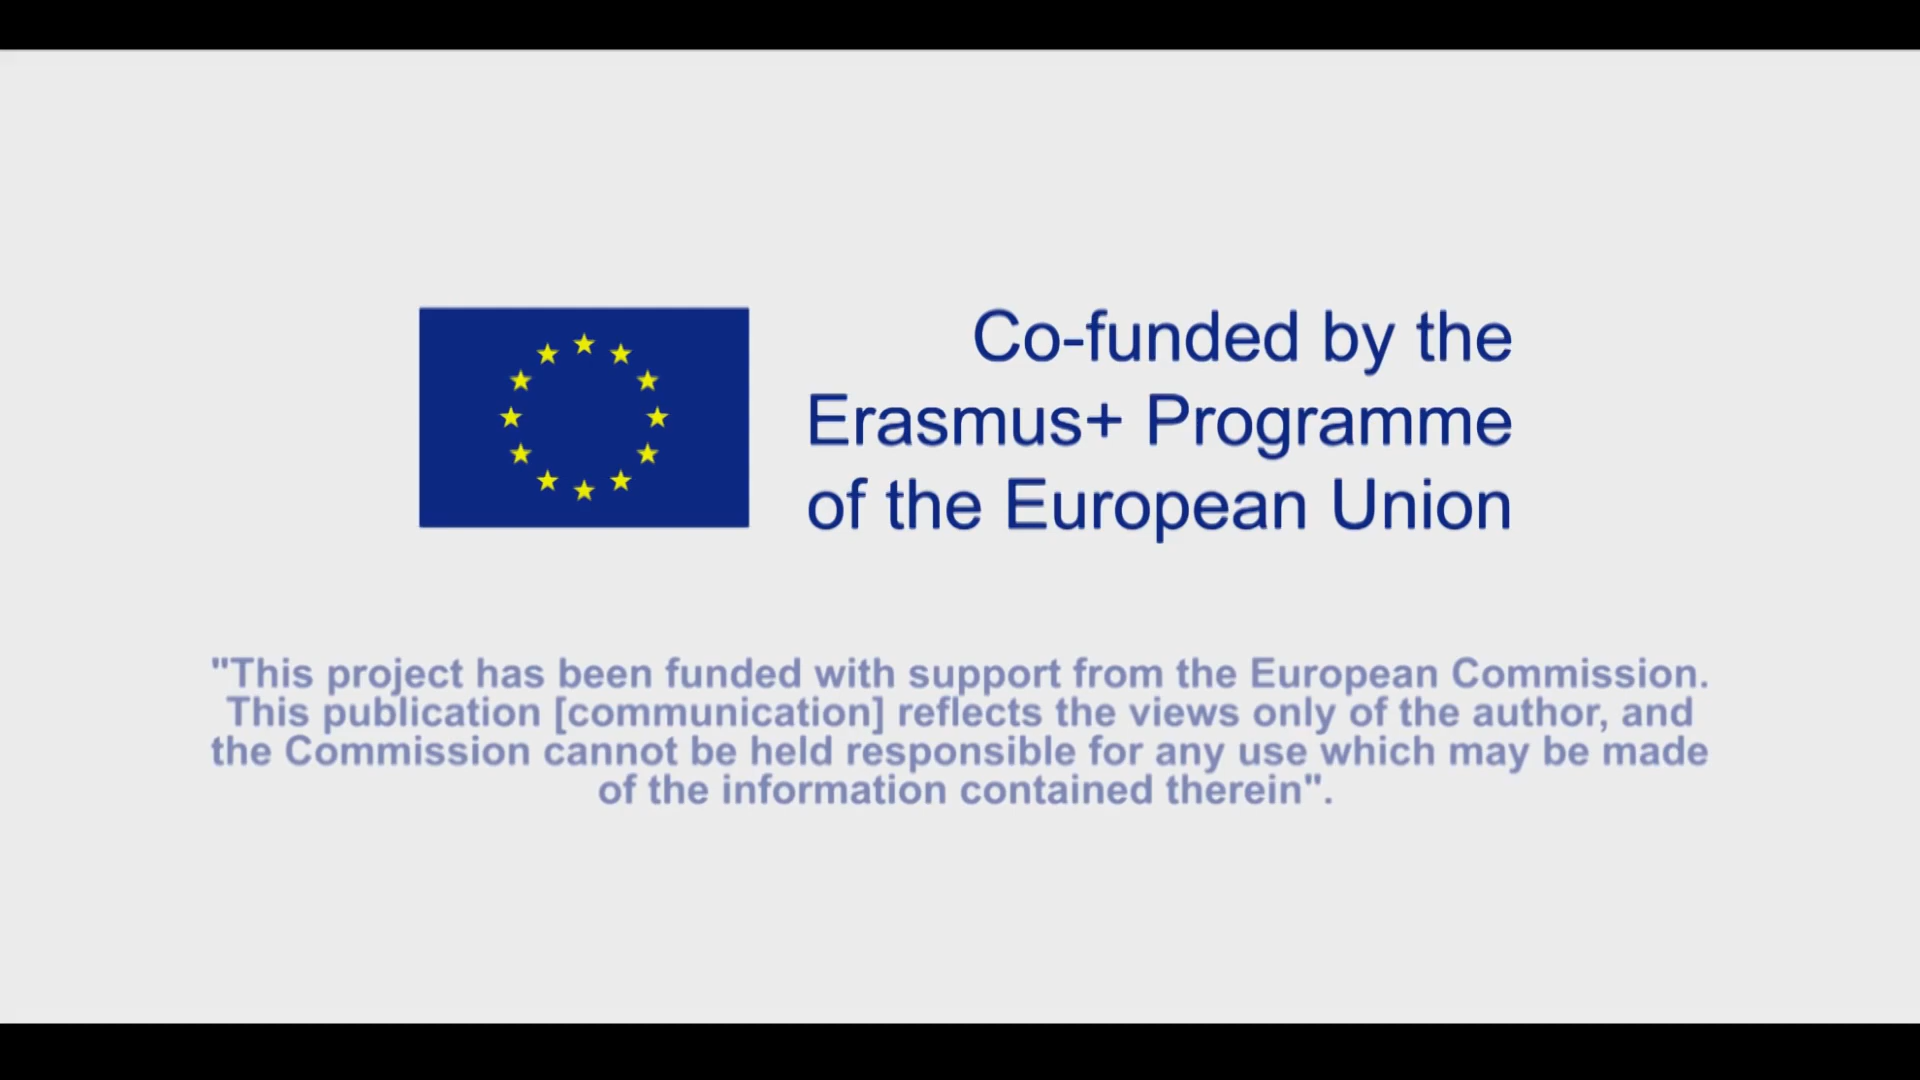 Co-funded by the
Erasmus+ Programme
of the European Union
"This project has been funded with support from the European Commission.
This publication [communication] reflects the views only of the author, and
the Commission cannot be held responsible for any use which may be made
of the information contained therein".